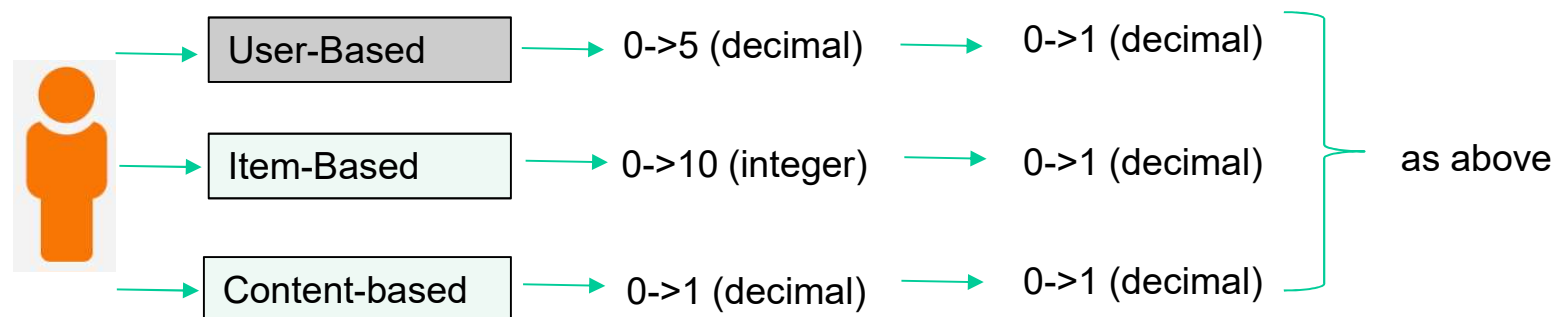 User-Based 0->5 (decimal) 0->1 (decimal)
Item-Based 0->10 (integer) 0->1 (decimal) as above
Content-based 0->1 (decimal) 0->1 (decimal)